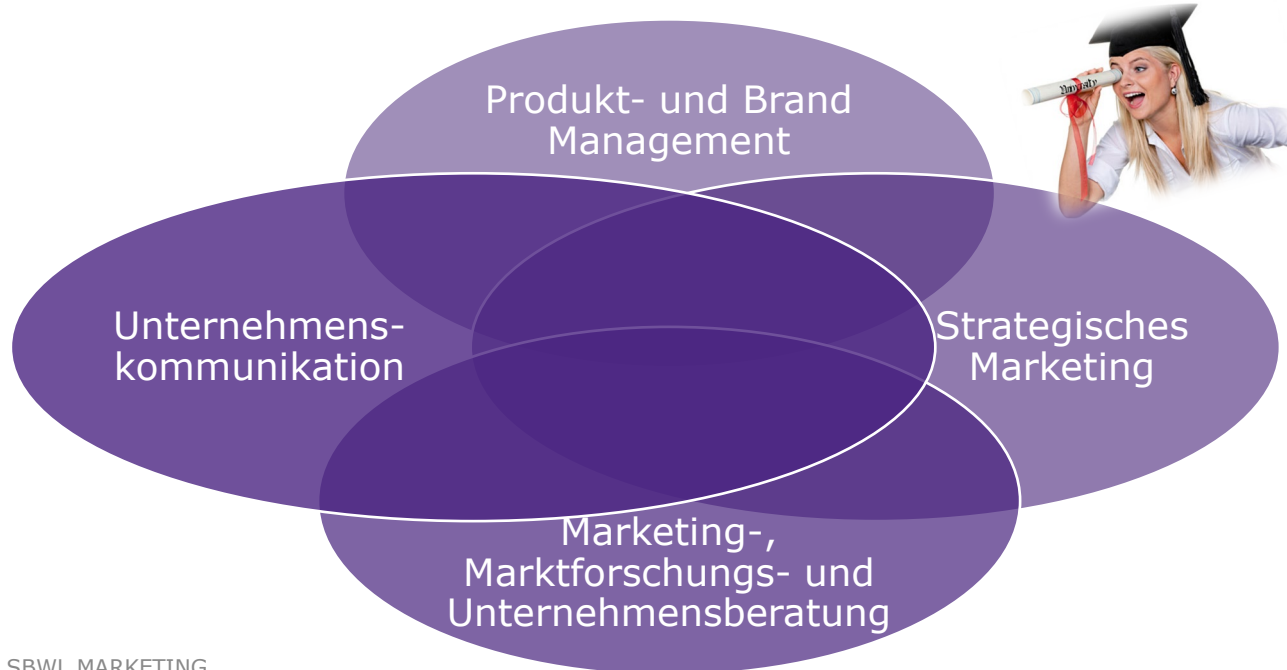 Produkt- und Brand
Management
Unternehmens-
kommunikation
Strategisches
Marketing
Marketing-,
Marktforschungs- und
Unternehmensberatung
SBWL MARKETING